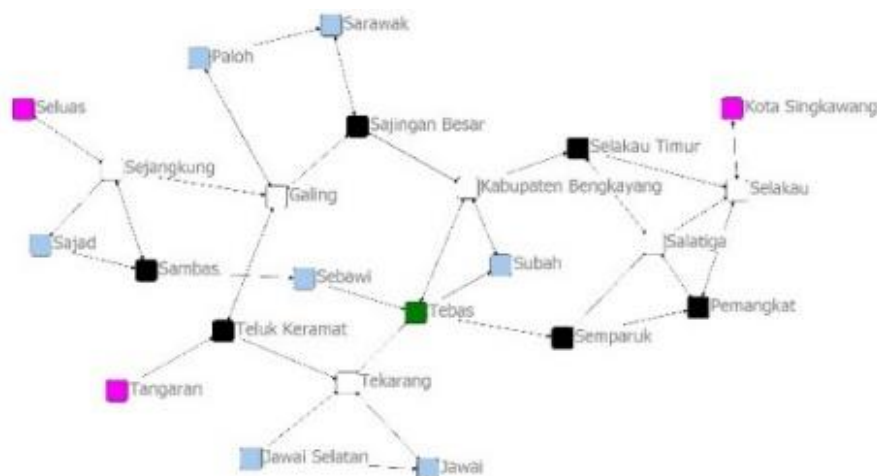 Sarawak
Paloh
Seluas
Kota Singkawang
Sajingan Besar
Selakau Timur
Sejangkung
Galing
Kabupaten Bengkayang
Selakau
Salatiga
Sajad
Sambas
Subah
Sebawi
Tebas
Pemangkat
Teluk Keramat
Semparuk
Tangaran
Tekarang
Jawai Selatan
Jawai